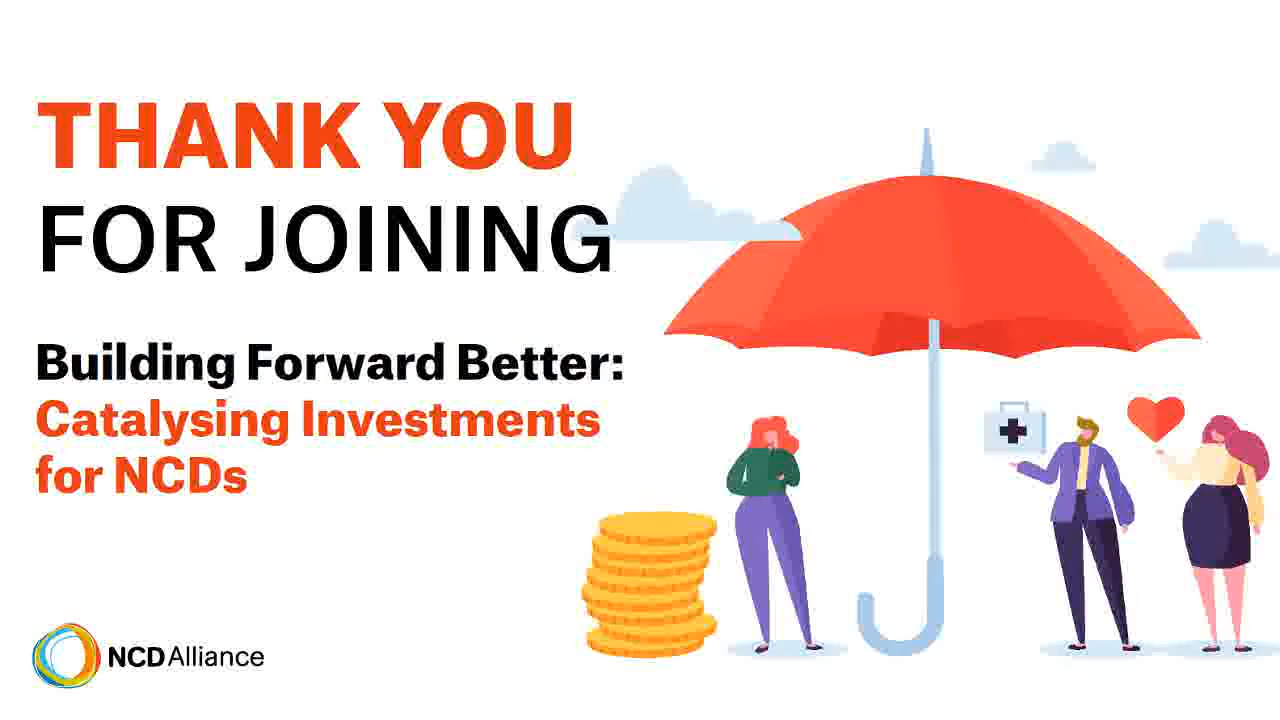 THANK YOU
FOR JOINING
Building Forward Better:
Catalysing Investments
for NCDs
NCD Alliance